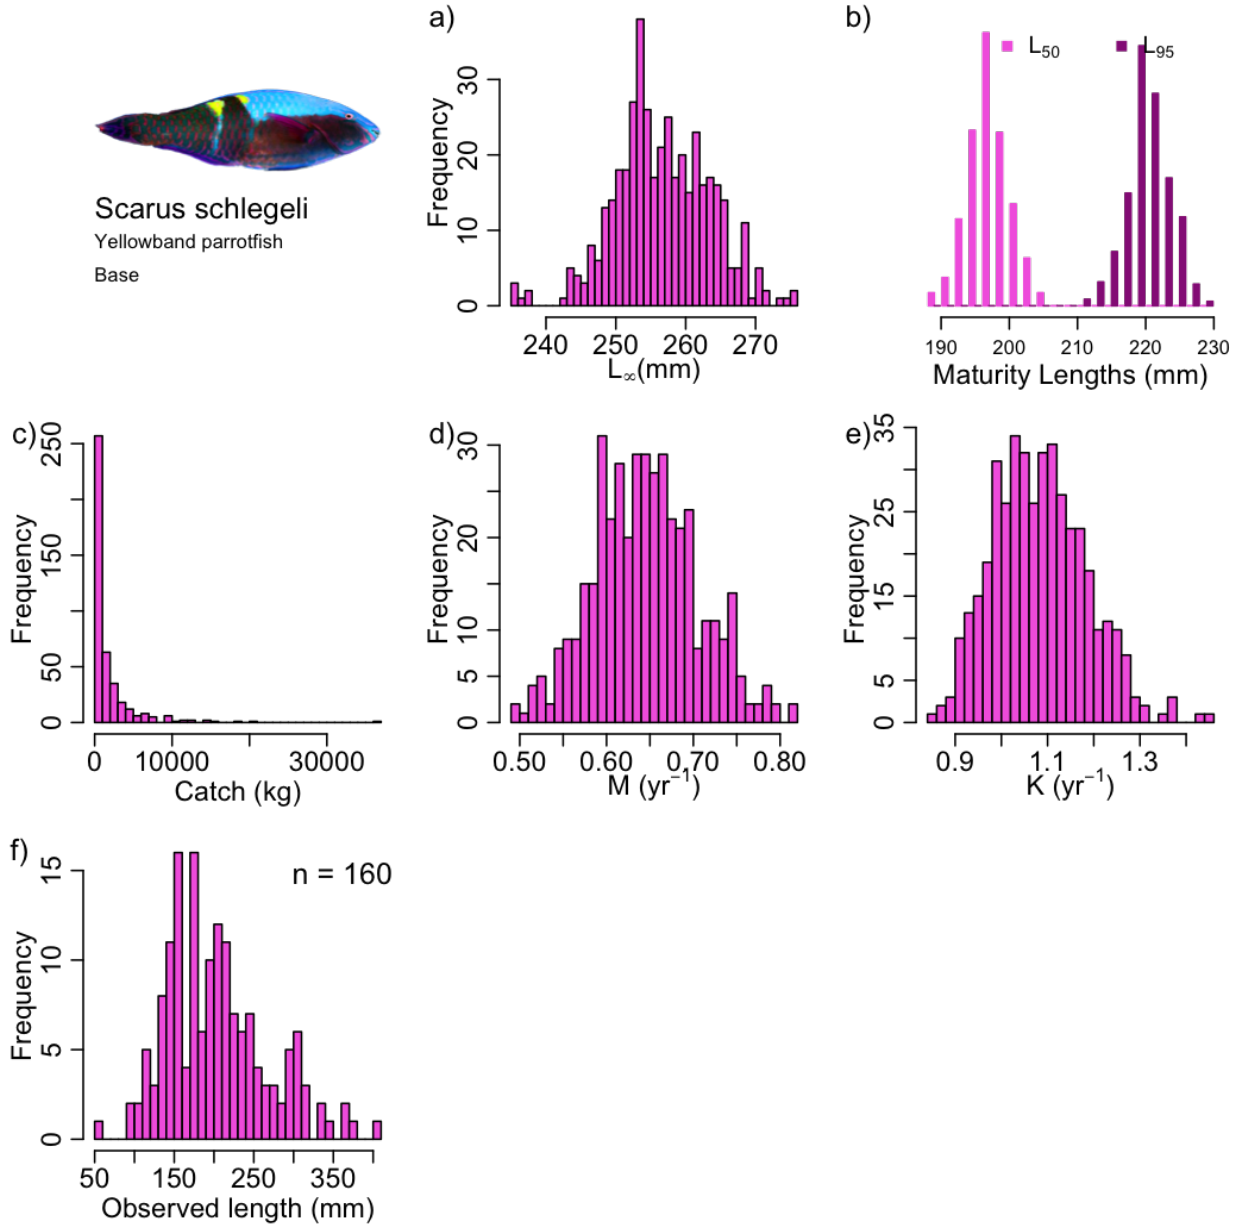 Scarus schlegeli
Yellowband parrotfish
Base
a)
Frequency
0 10 20 30
240 250 260 270
L∞(mm)
b)
L50 L95
190 200 210 220 230
Maturity Lengths (mm)
c)
Frequency
0 50 150 250
0 10000 30000
Catch (kg)
d)
Frequency
0 5 10 20 30
0.50 0.60 0.70 0.80
M (yr⁻¹)
e)
Frequency
0 5 15 25 35
0.9 1.1 1.3
K (yr⁻¹)
f)
n = 160
Frequency
0 5 10 15
50 150 250 350
Observed length (mm)